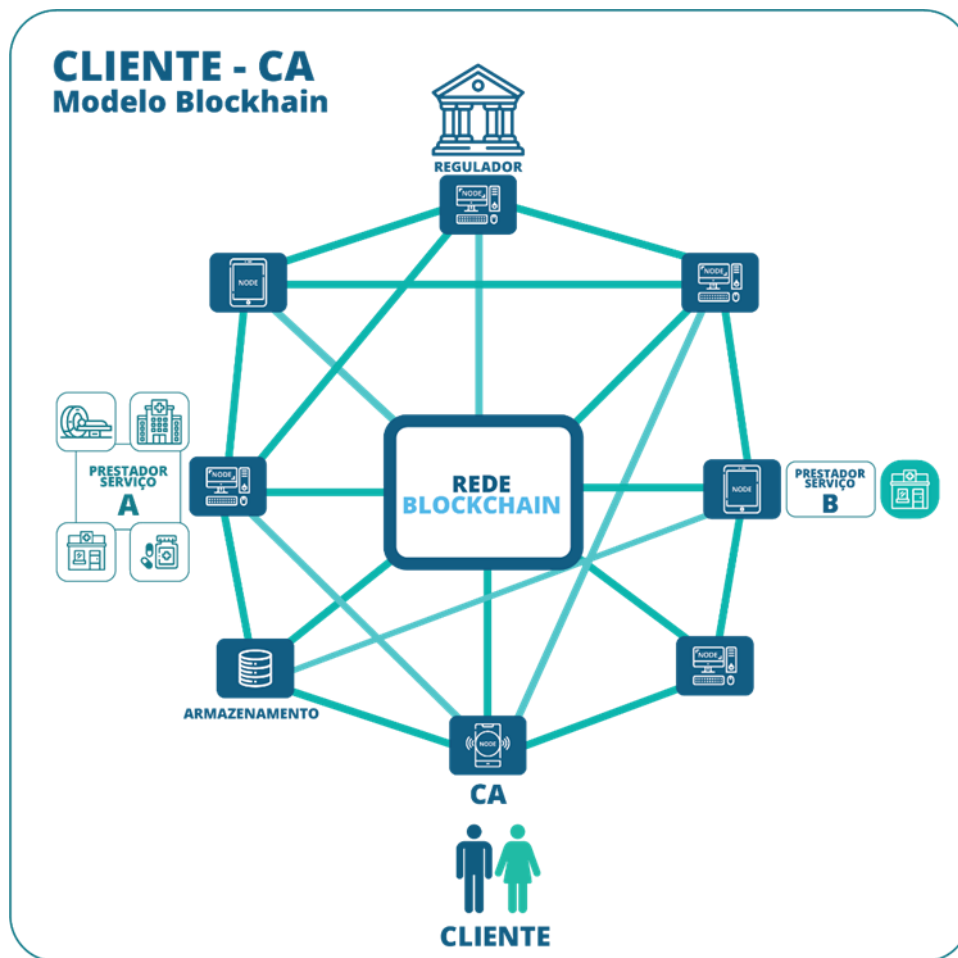 CLIENTE - CA
Modelo Blockhain
REGULADOR
NODE
NODE
NODE
PRESTADOR
SERVIÇO
A
NODE
REDE
BLOCKCHAIN
NODE
PRESTADOR
SERVIÇO
B
ARMAZENAMENTO
NODE
NODE
CA
CLIENTE